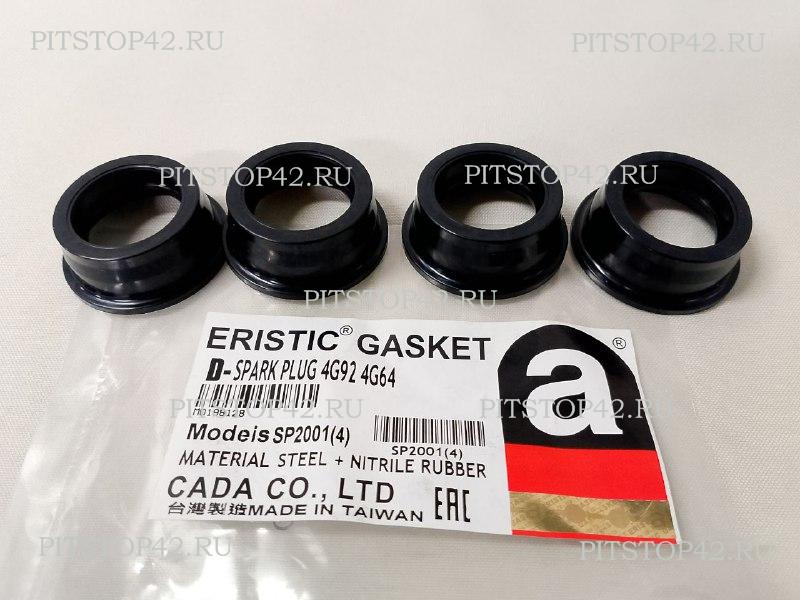 PITSTOP42.RU
PITSTOP42.RU
PITSTOP42.RU
PITSTOP42.RU
PITSTOP42.RU
ERISTIC® GASKET
D-SPARK PLUG 4G92 4G64
a ®
PITSTOP42.RU
PITSTOP42.RU
Modeis SP2001(4)
SP2001(4)
MATERIAL STEEL + NITRILE RUBBER
CADA CO., LTD
EAC
台灣製造MADE IN TAIWAN
PITSTOP42.RU
PITSTOP42.RU